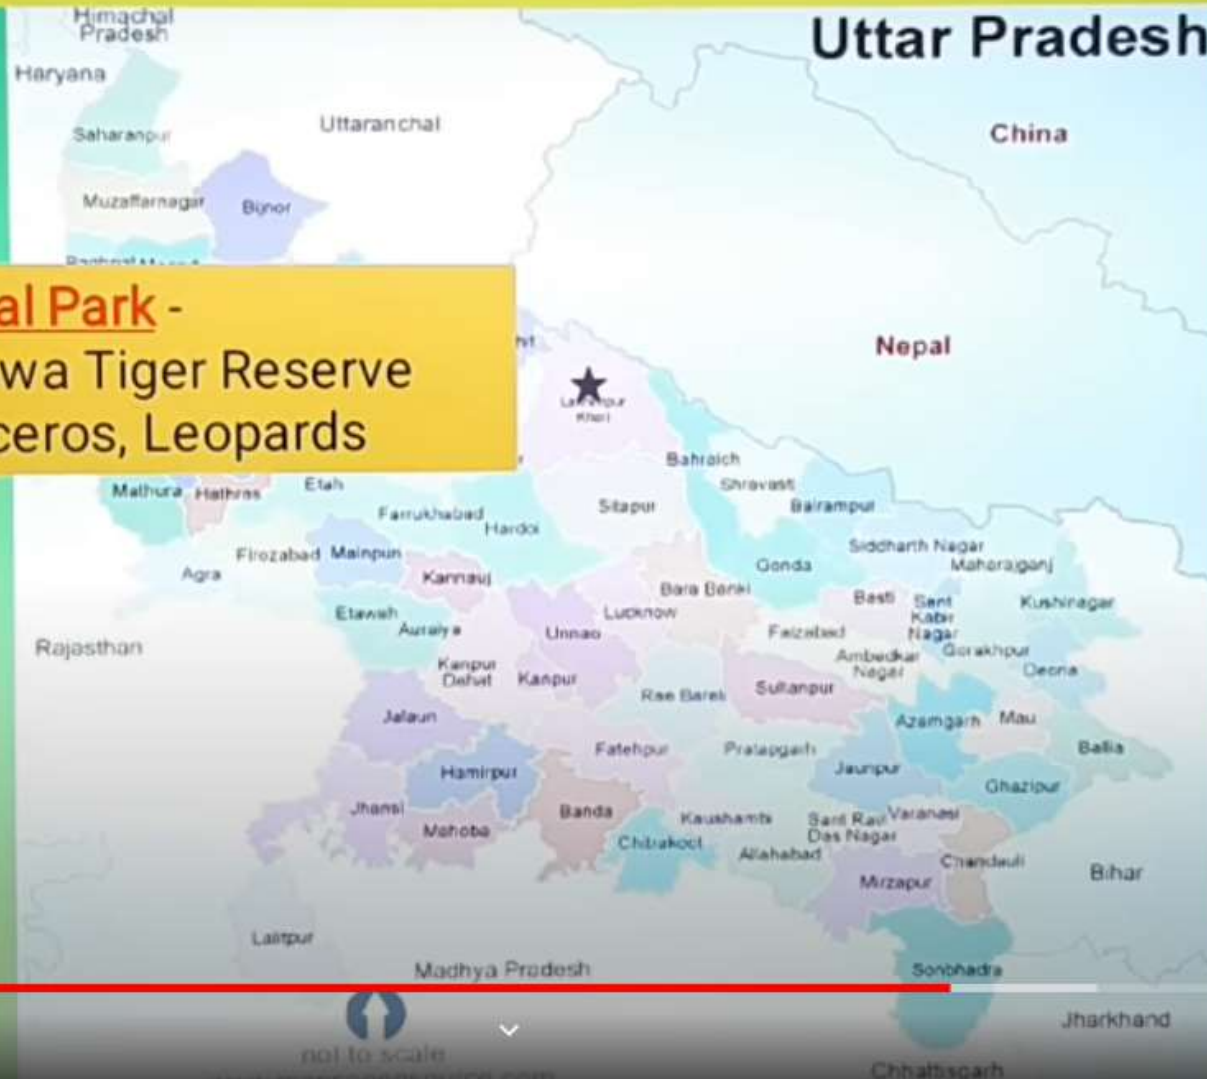 Himachal
Pradesh
Uttar Pradesh
Haryana
Uttaranchal
China
Saharanpur
Muzaffarnagar
Bijnor
al Park -
wa Tiger Reserve
ceros, Leopards
Nepal
hit
Lakhimpur
Kheri
Bahraich
Shravasti
Balrampur
Mathura
Hathras
Etah
Farrukhabad
Hardoi
Sitapur
Siddharth Nagar
Maharajganj
Firozabad
Mainpuri
Agra
Kannauj
Gonda
Bara Banki
Basti
Sant
Kabir
Nagar
Kushinagar
Etawah
Auraiya
Lucknow
Unnao
Faizabad
Ambedkar
Nagar
Gorakhpur
Deoria
Rajasthan
Kanpur
Dehat
Kanpur
Rae Bareli
Sultanpur
Jalaun
Azamgarh
Mau
Ballia
Fatehpur
Pratapgarh
Hamirpur
Jaunpur
Ghazipur
Jhansi
Mahoba
Banda
Chitrakoot
Kaushambi
Sant Ravi
Das Nagar
Varanasi
Allahabad
Chandauli
Mirzapur
Bihar
Lalitpur
Madhya Pradesh
Sonbhadra
not to scale
Jharkhand
Chhattisgarh